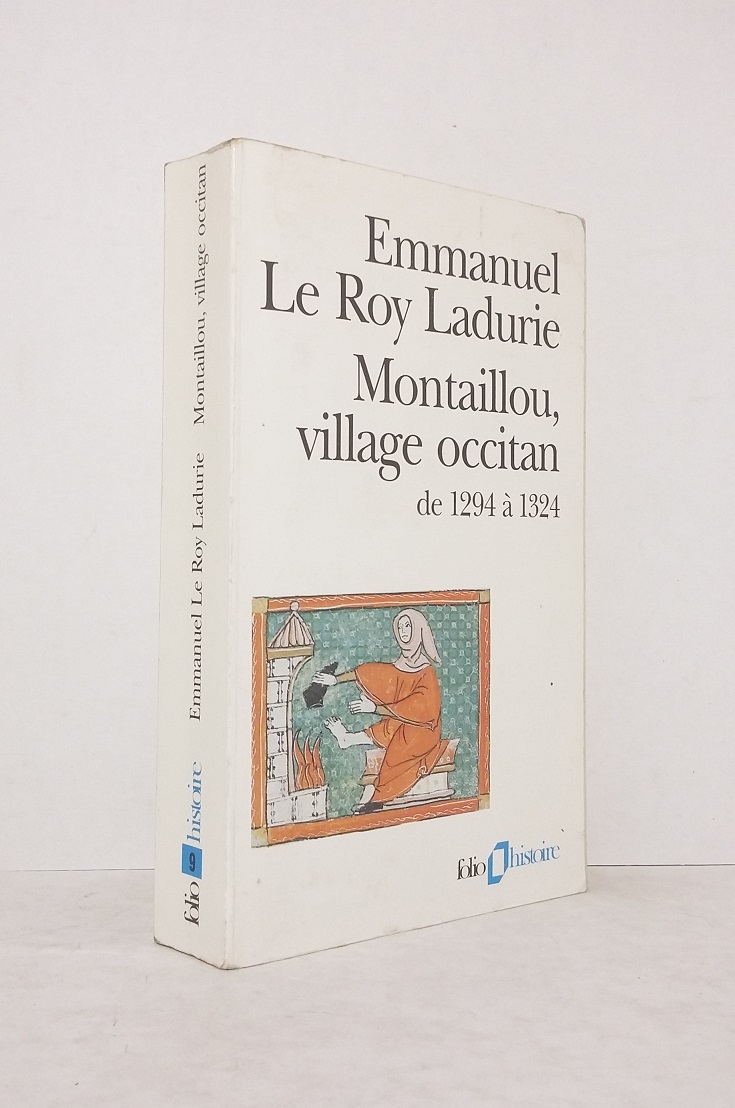 Emmanuel
Le Roy Ladurie
Montaillou,
village occitan
de 1294 à 1324
folio histoire
Emmanuel Le Roy Ladurie Montaillou, village occitan
folio 9 histoire